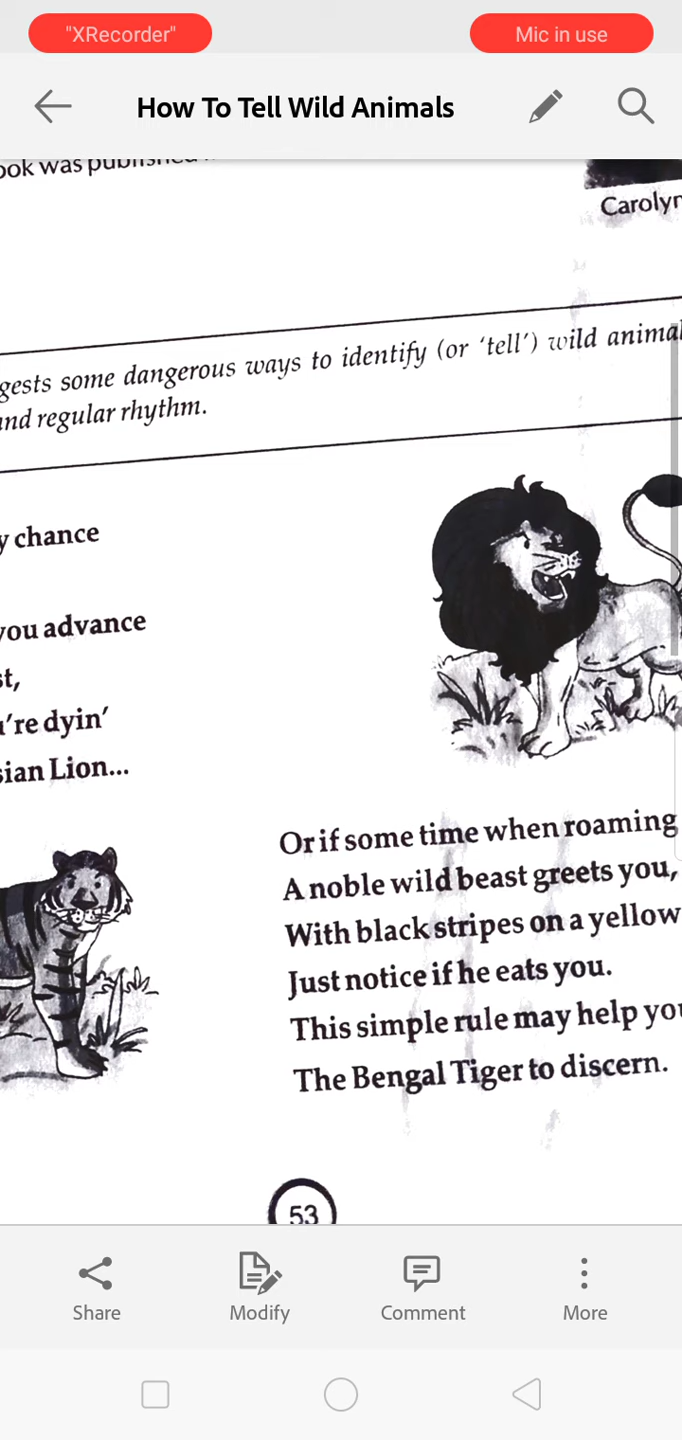 "XRecorder"
Mic in use
How To Tell Wild Animals
ook was published
Carolyn
gests some dangerous ways to identify (or ‘tell’) wild animal
and regular rhythm.
y chance
you advance
st,
u’re dyin’
sian Lion...
Or if some time when roaming
A noble wild beast greets you,
With black stripes on a yellow
Just notice if he eats you.
This simple rule may help you
The Bengal Tiger to discern.
53
Share
Modify
Comment
More